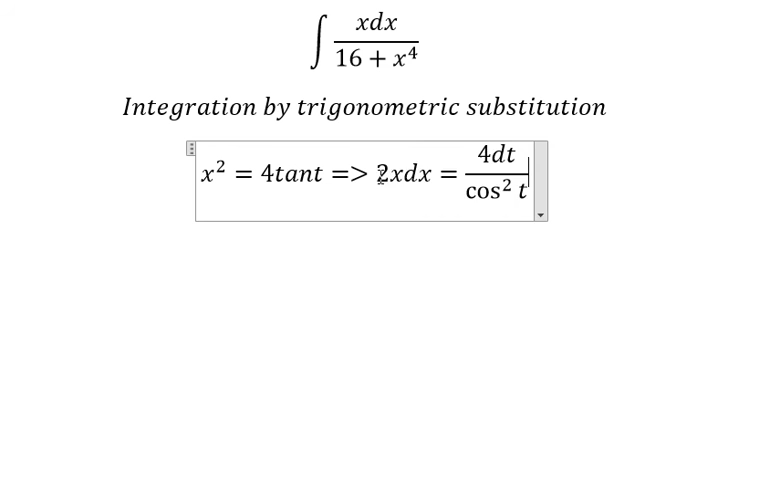 ∫ xdx / (16 + x⁴)
Integration by trigonometric substitution
x² = 4tant => 2xdx = 4dt / cos² t